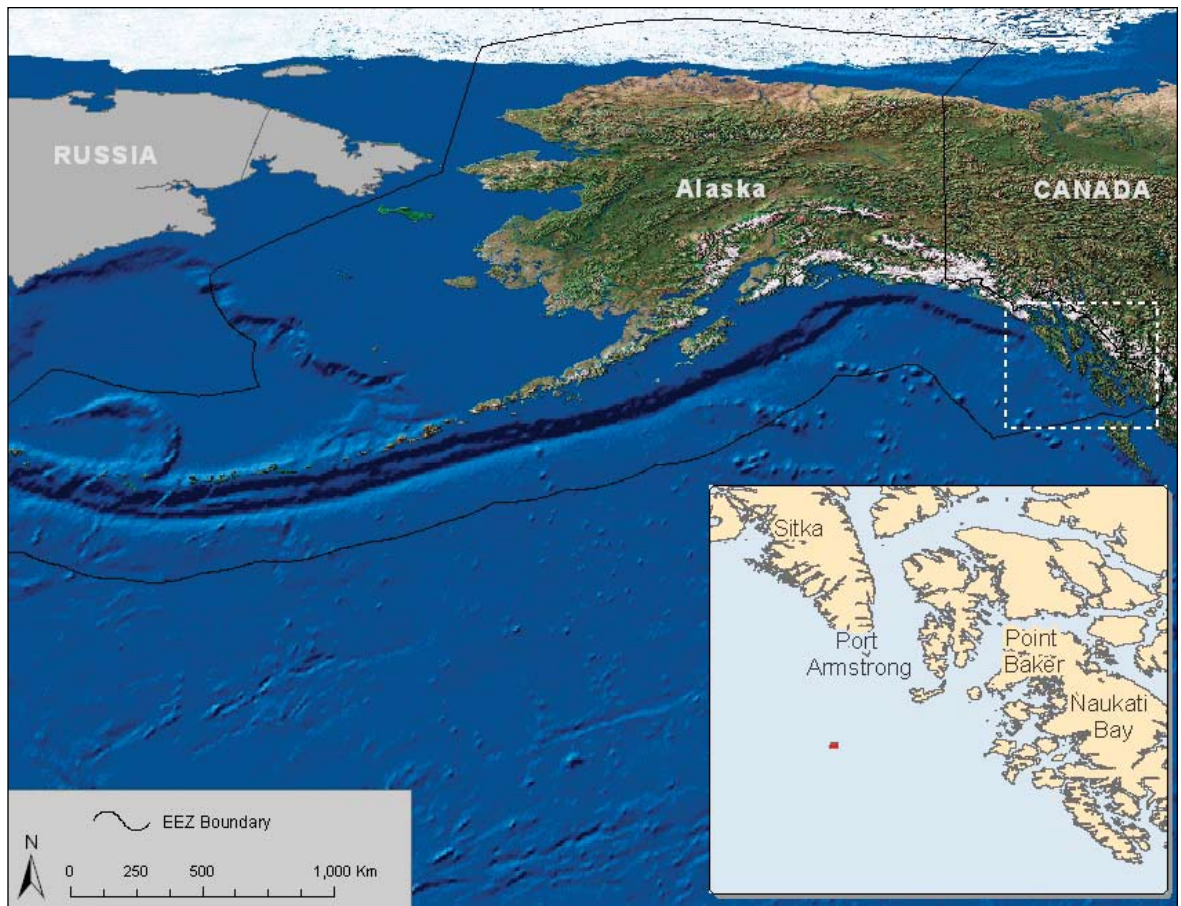 RUSSIA
Alaska
CANADA
Sitka
Port
Armstrong
Point
Baker
Naukati
Bay
EEZ Boundary
N
0 250 500 1,000 Km